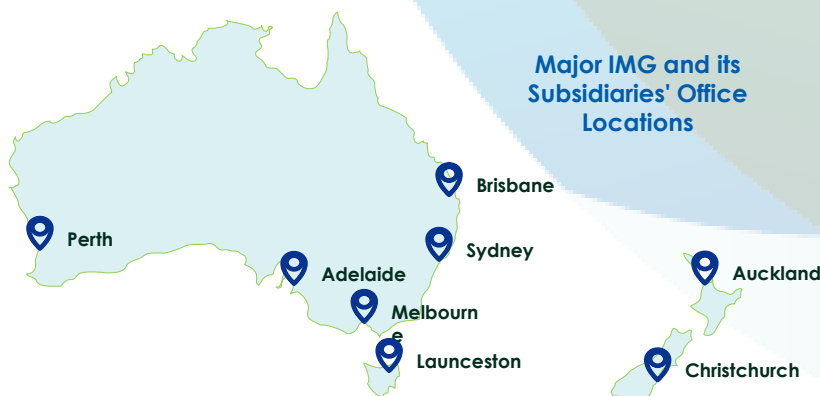 Major IMG and its
Subsidiaries' Office
Locations
Brisbane
Perth
Sydney
Adelaide
Auckland
Melbourn
e
Launceston
Christchurch